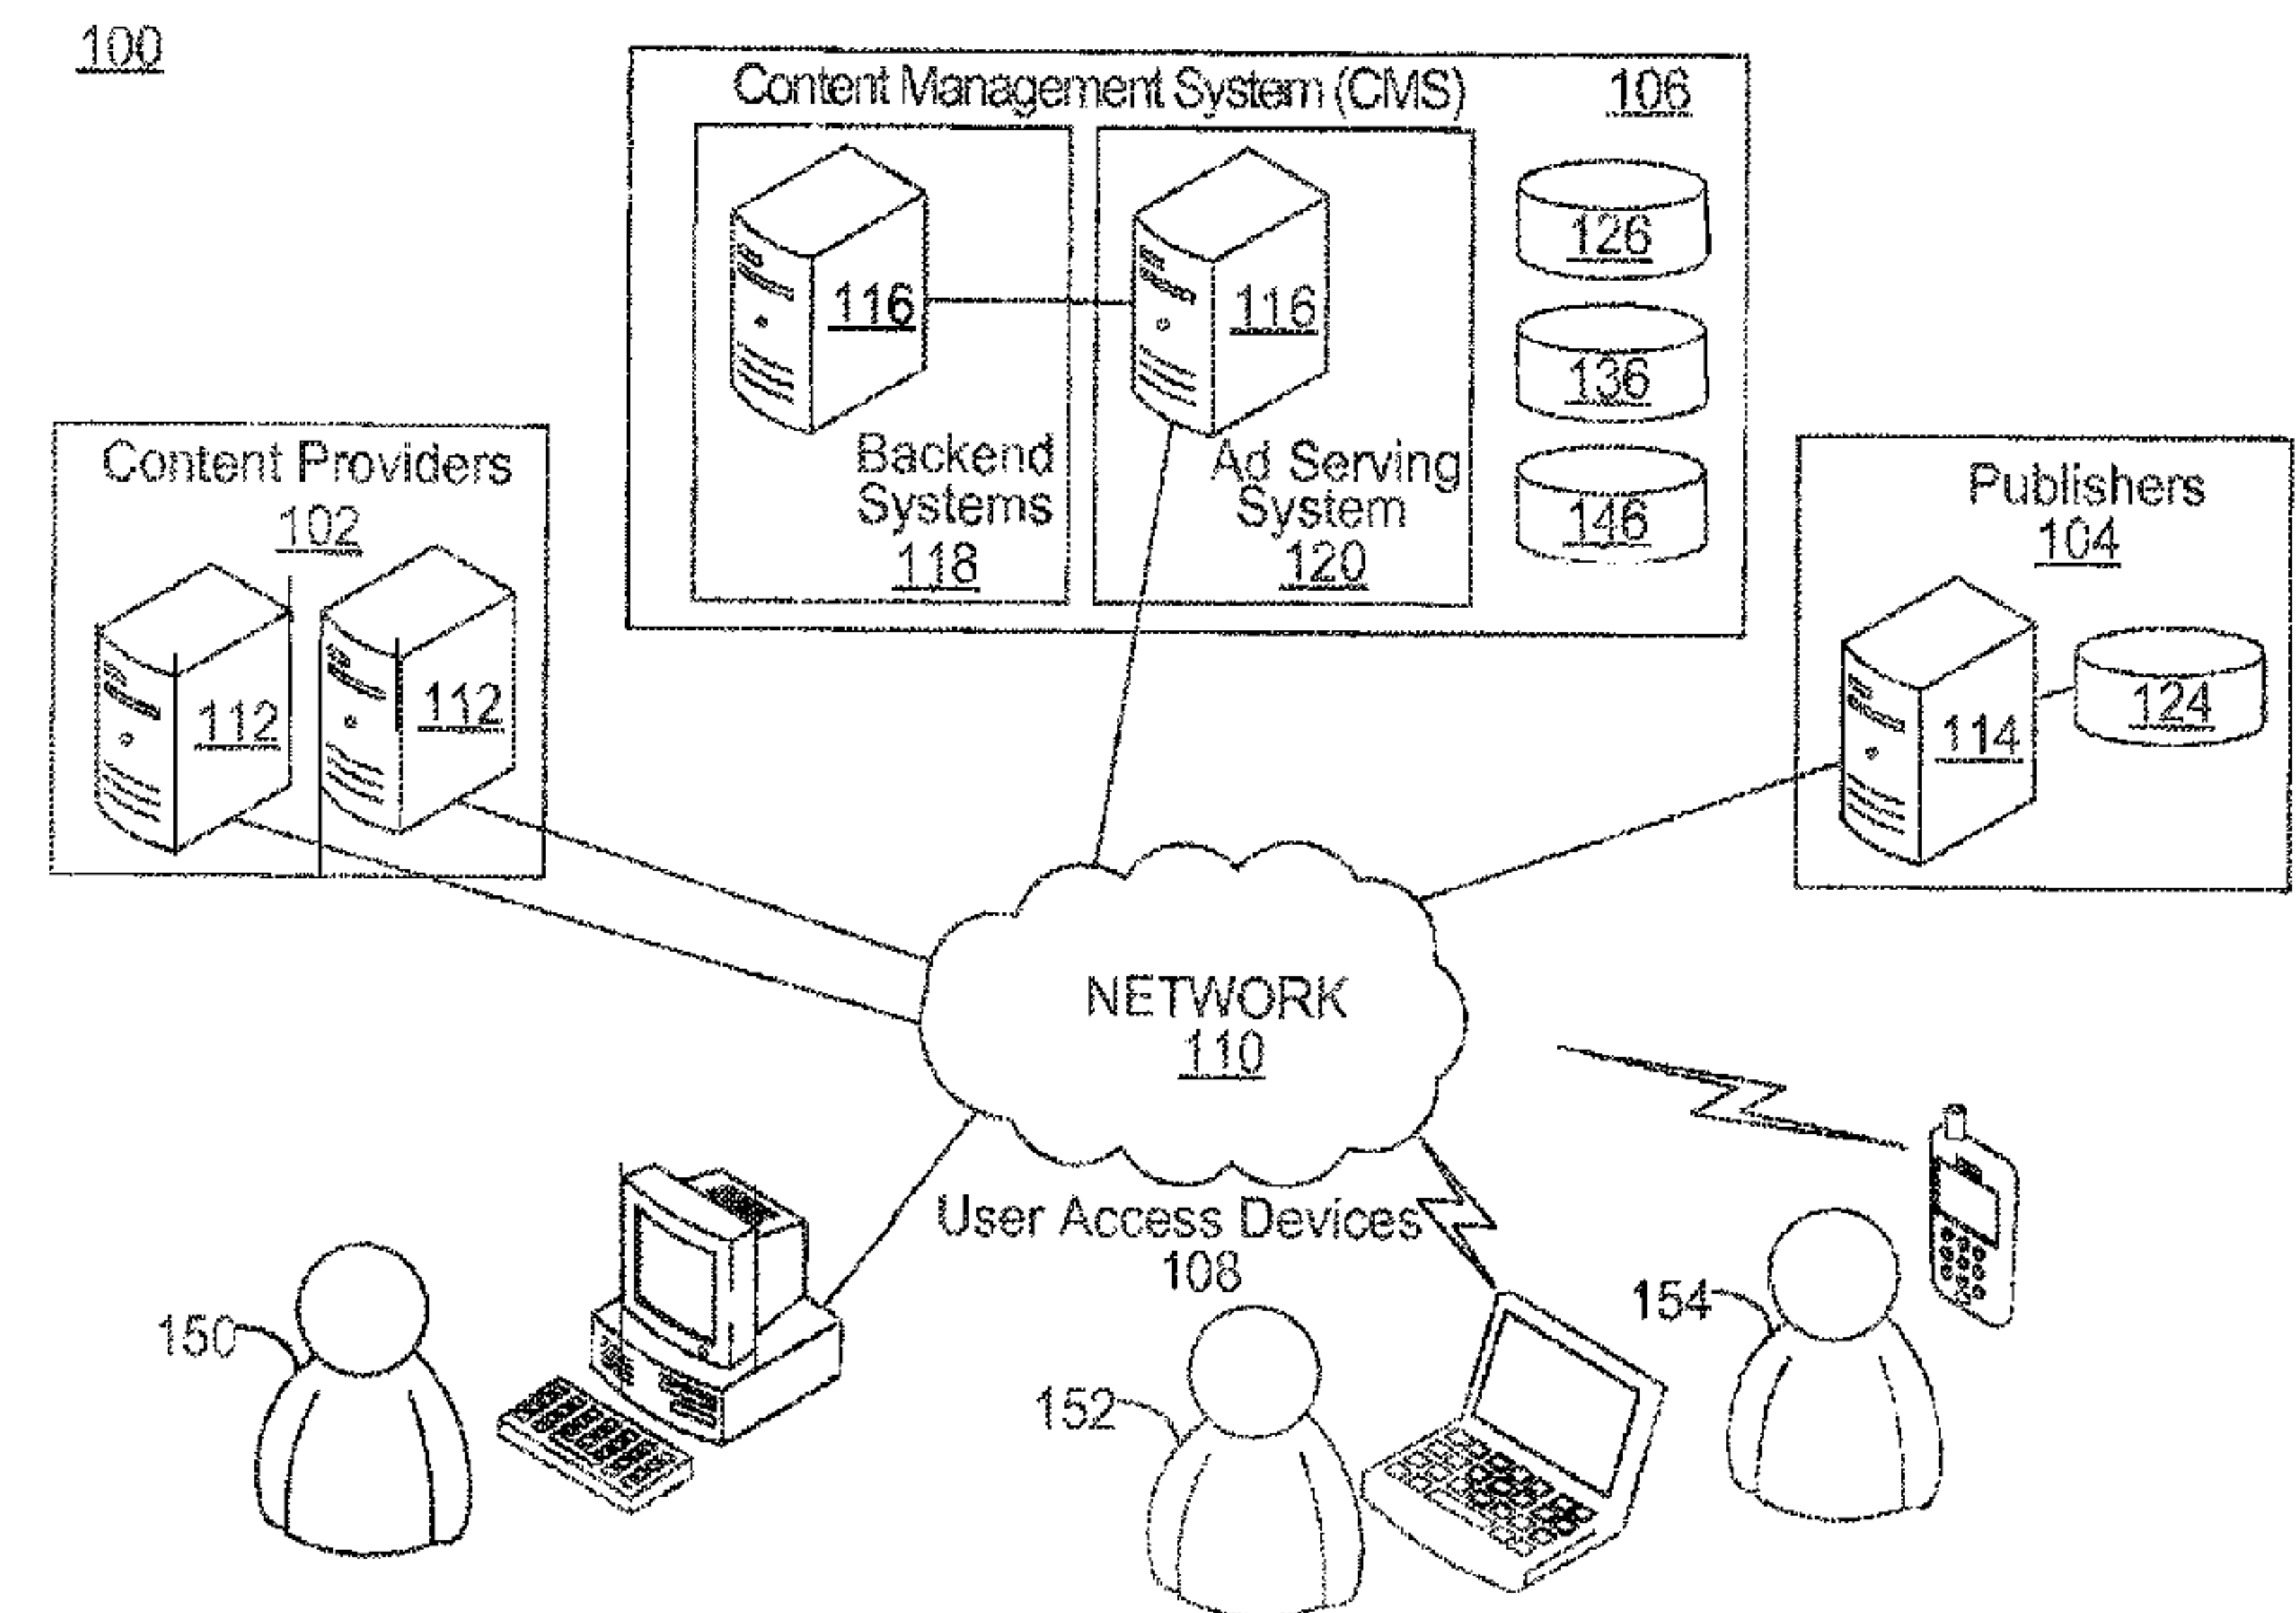 100
Content Management System (CMS)
106
126
116
116
136
Backend
Systems
118
Ad Serving
System
120
146
Content Providers
102
112
112
Publishers
104
114
124
NETWORK
110
User Access Devices
108
150
152
154